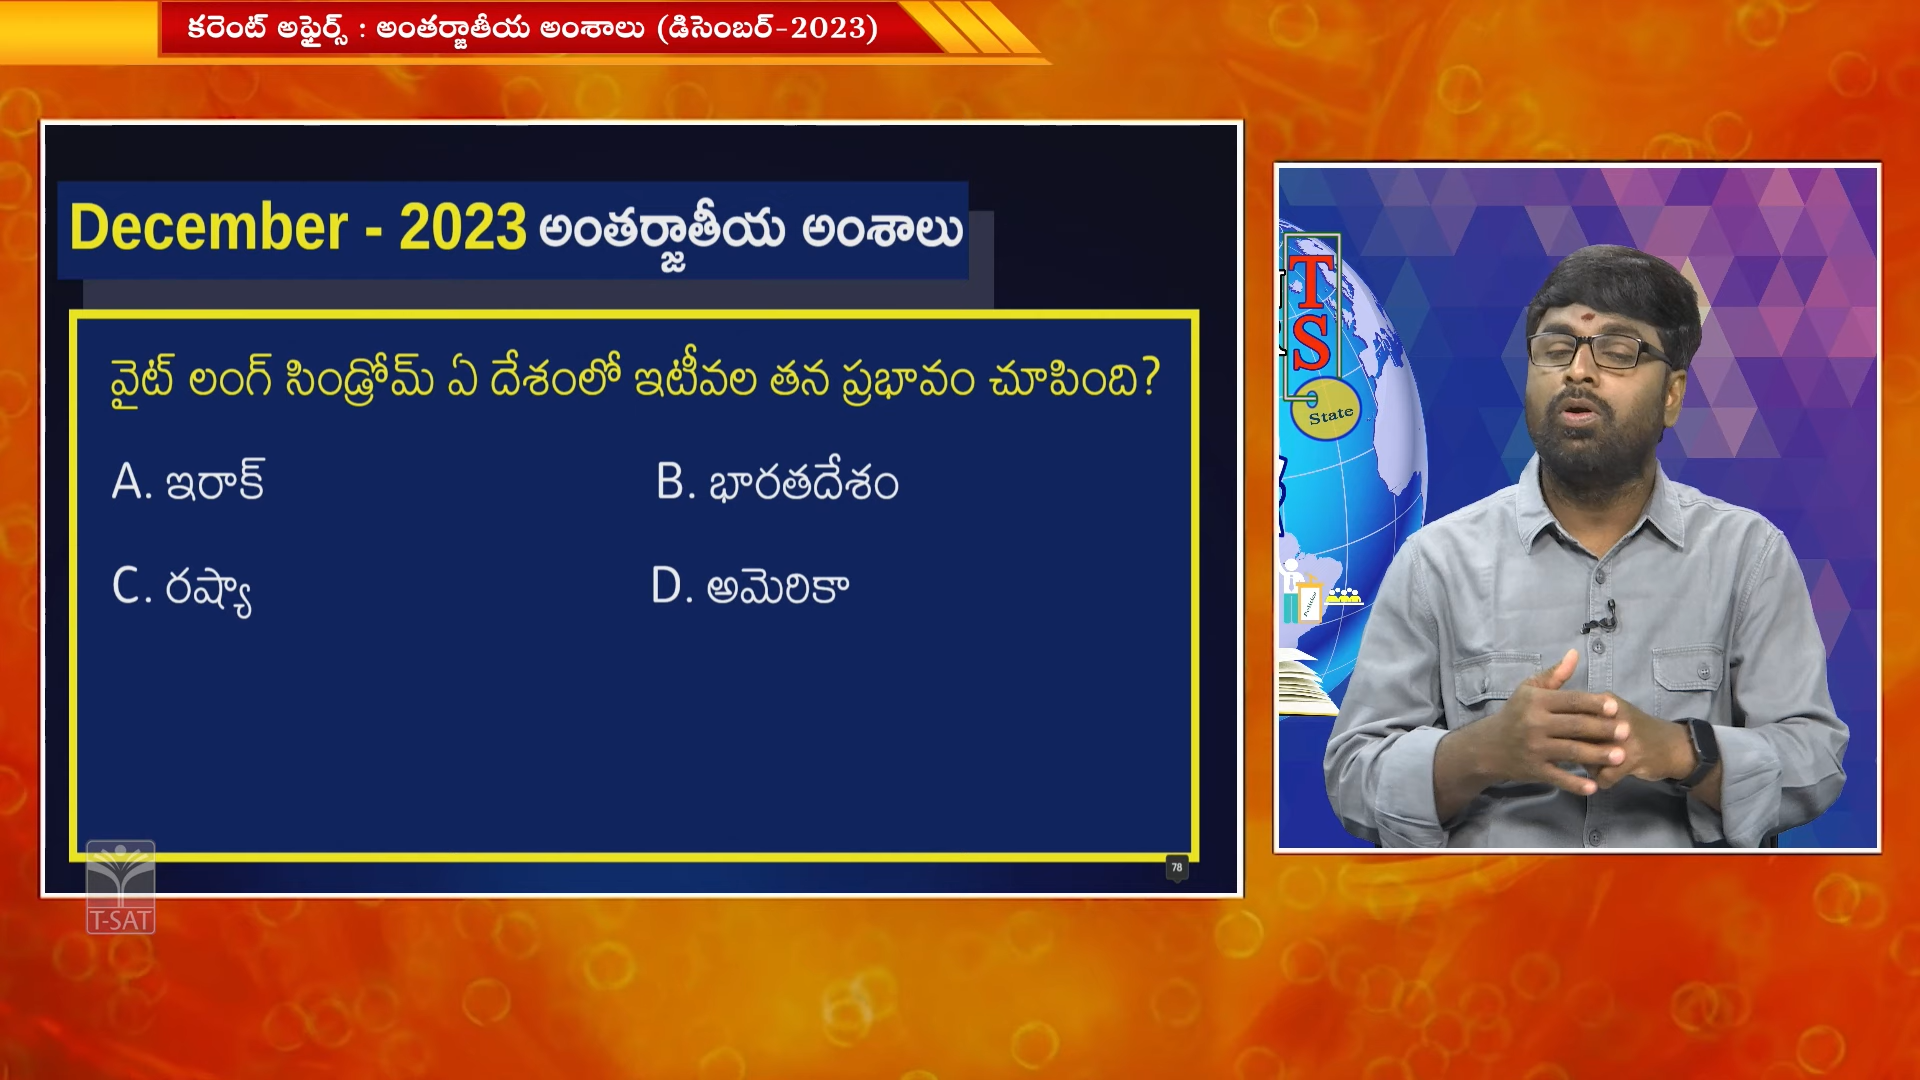 కరెంట్ అఫైర్స్ : అంతర్జాతీయ అంశాలు (డిసెంబర్-2023)
December - 2023 అంతర్జాతీయ అంశాలు
వైట్ లంగ్ సిండ్రోమ్ ఏ దేశంలో ఇటీవల తన ప్రభావం చూపింది?
A. ఇరాక్
B. భారతదేశం
C. రష్యా
D. అమెరికా
78
T-SAT
T
S
State